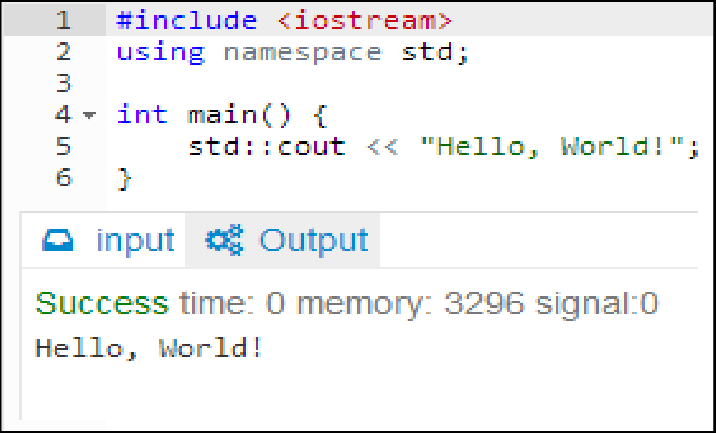 1 #include <iostream>
2 using namespace std;
3
4 int main() {
5     std::cout << "Hello, World!";
6 }
input Output
Success time: 0 memory: 3296 signal:0
Hello, World!